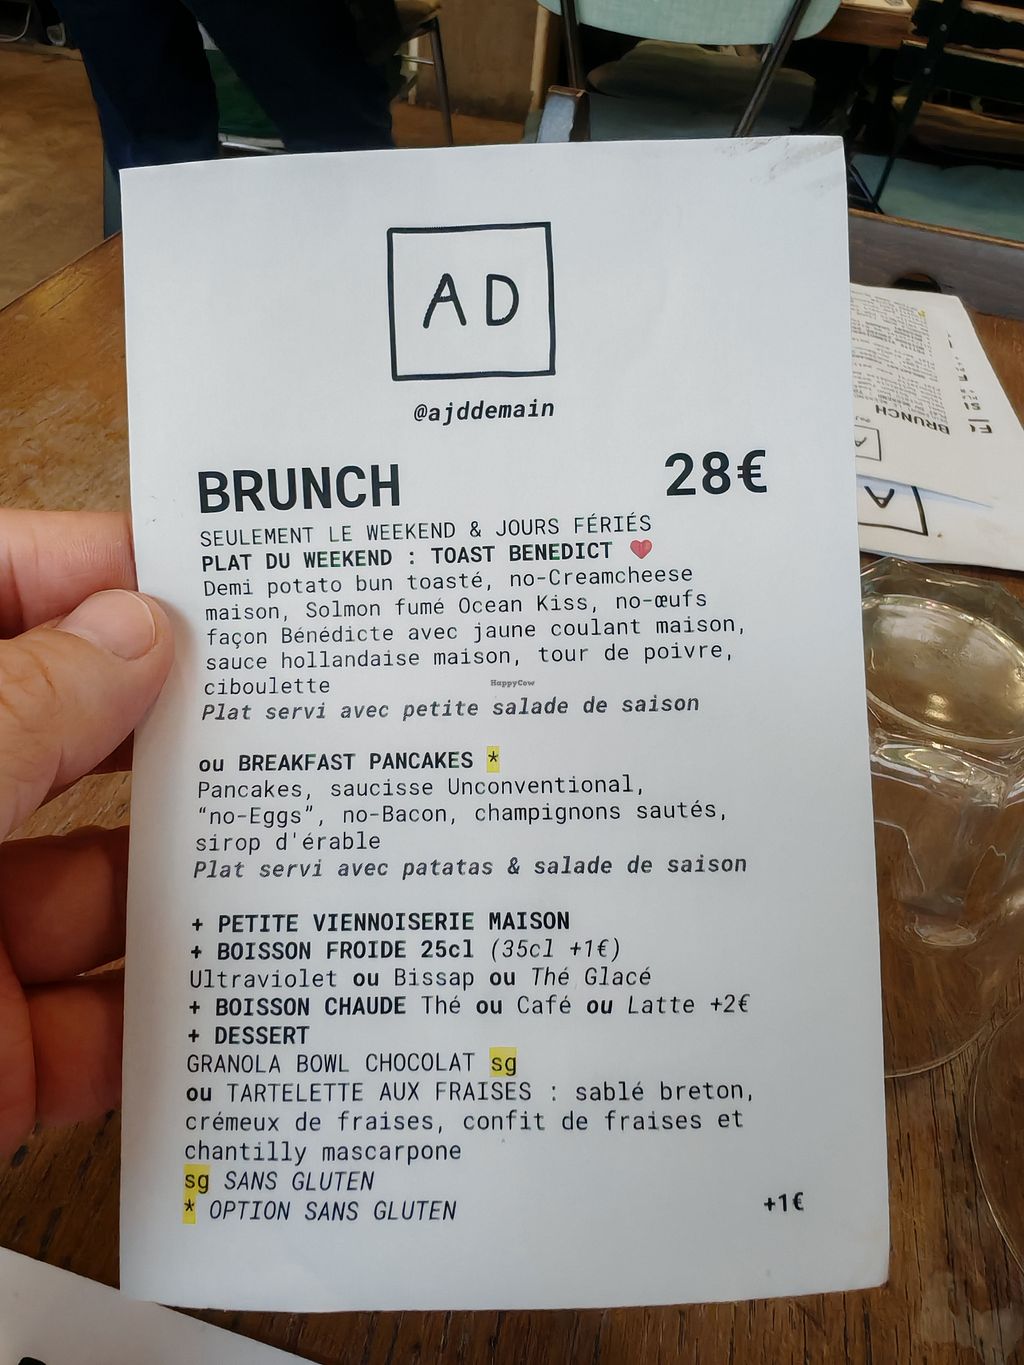 AD
@ajddemain
BRUNCH 28€
SEULEMENT LE WEEKEND & JOURS FÉRIÉS
PLAT DU WEEKEND : TOAST BENEDICT ❤️
Demi potato bun toasté, no-Creamcheese
maison, Solmon fumé Ocean Kiss, no-œufs
façon Bénédicte avec jaune coulant maison,
sauce hollandaise maison, tour de poivre,
ciboulette
HappyCow
Plat servi avec petite salade de saison
ou BREAKFAST PANCAKES *
Pancakes, saucisse Unconventional,
“no-Eggs”, no-Bacon, champignons sautés,
sirop d'érable
Plat servi avec patatas & salade de saison
+ PETITE VIENNOISERIE MAISON
+ BOISSON FROIDE 25cl (35cl +1€)
Ultraviolet ou Bissap ou Thé Glacé
+ BOISSON CHAUDE Thé ou Café ou Latte +2€
+ DESSERT
GRANOLA BOWL CHOCOLAT sg
ou TARTELETTE AUX FRAISES : sablé breton,
crémeux de fraises, confit de fraises et
chantilly mascarpone
sg SANS GLUTEN
* OPTION SANS GLUTEN +1€
BRUNCH